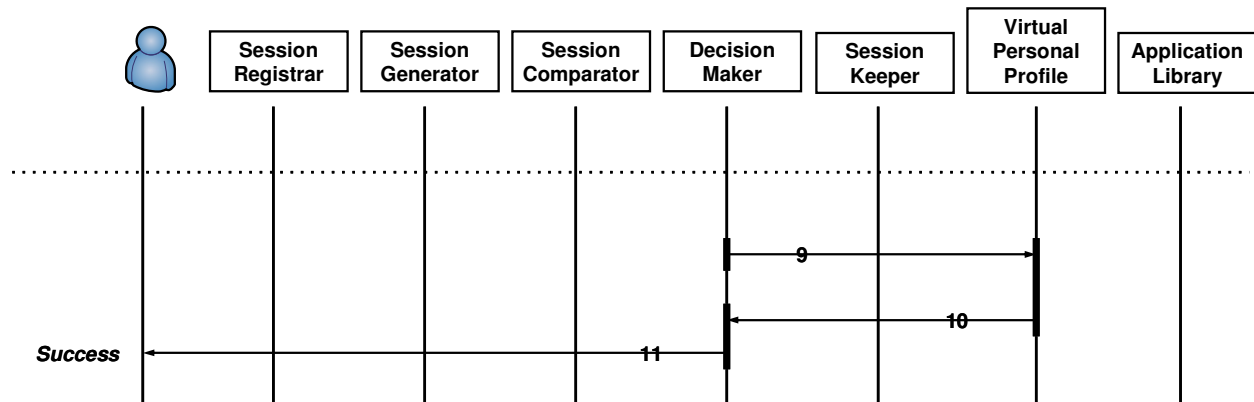 Session
Registrar
Session
Generator
Session
Comparator
Decision
Maker
Session
Keeper
Virtual
Personal
Profile
Application
Library
9
10
Success
11